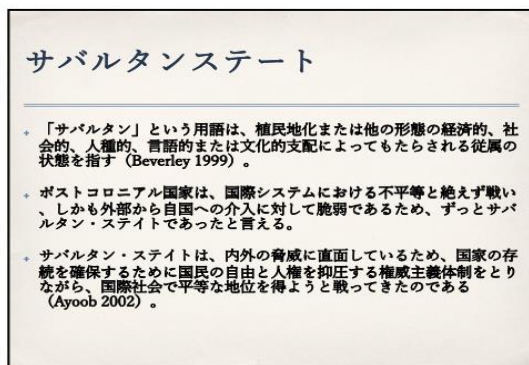 サバルタンステート
「サバルタン」という用語は、植民地化または他の形態の経済的、社
会的、人種的、言語的または文化的支配によってもたらされる従属の
状態を指す（Beverley 1999）。
ポストコロニアル国家は、国際システムにおける不平等と絶えず戦い
、しかも外部から自国への介入に対して脆弱であるため、ずっとサバ
ルタン・ステイトであったと言える。
サバルタン・ステイトは、内外の脅威に直面しているため、国家の存
続を確保するために国民の自由と人権を抑圧する権威主義体制をとり
ながら、国際社会で平等な地位を得ようと戦ってきたのである
（Ayoob 2002）。